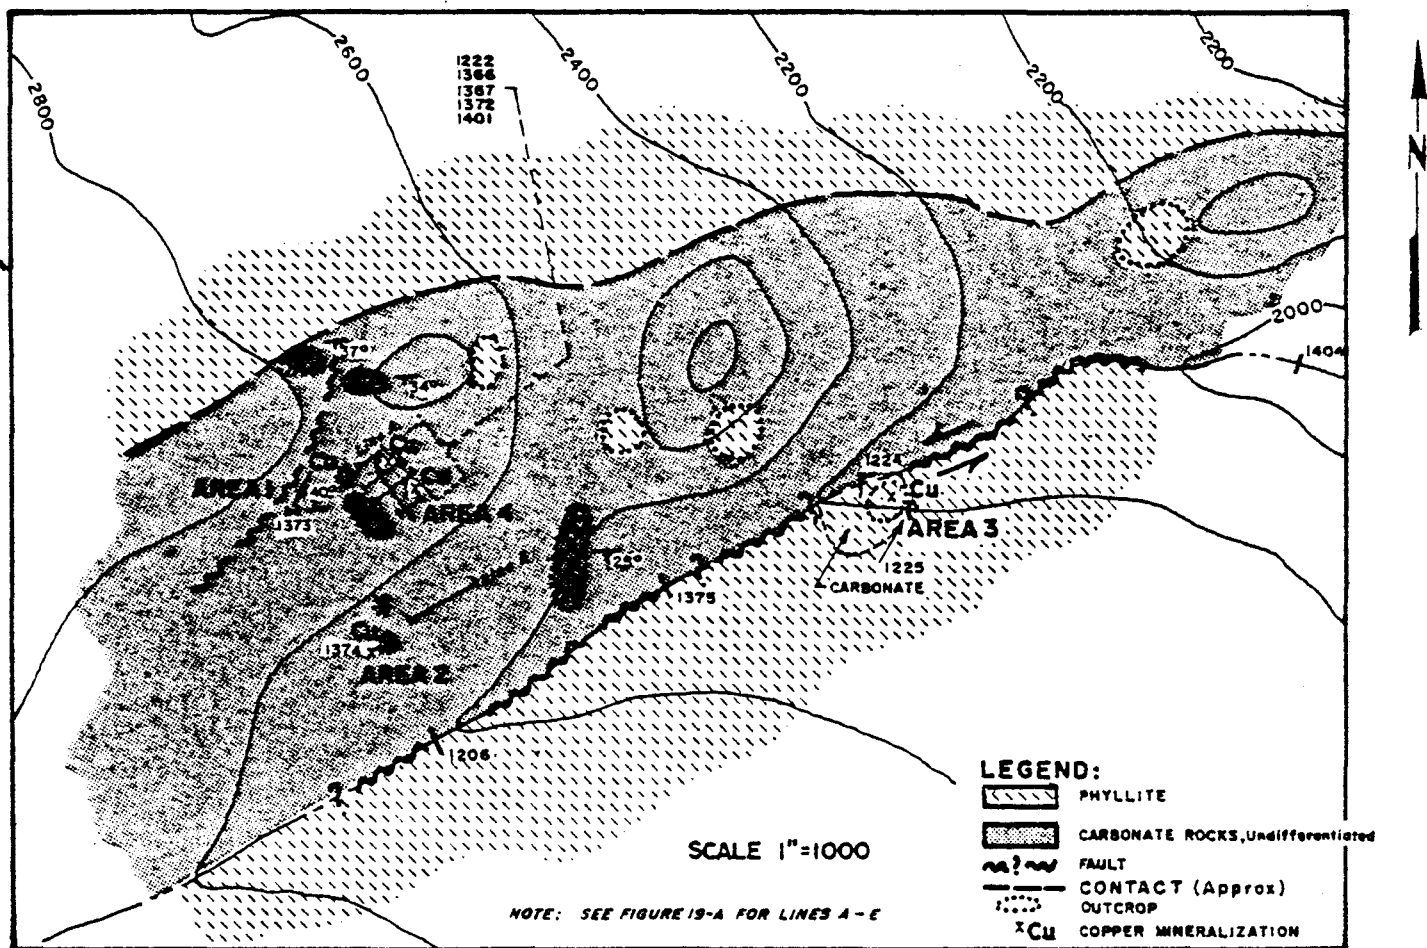 2800
2600
2400
2200
2200
2200
1222
1366
1367
1372
1401
N
2000
1404
57°
54°
Cu
Cu
Cu
AREA 1
1373
AREA 4
1224
Cu
AREA 3
1225
CARBONATE
25°
1375
Cu
1374 x
AREA 2
1206
?
?
?
?
LEGEND:
PHYLLITE
CARBONATE ROCKS, Undifferentiated
? FAULT
CONTACT (Approx)
OUTCROP
xCu COPPER MINERALIZATION
SCALE 1"=1000
NOTE: SEE FIGURE 19-A FOR LINES A-E